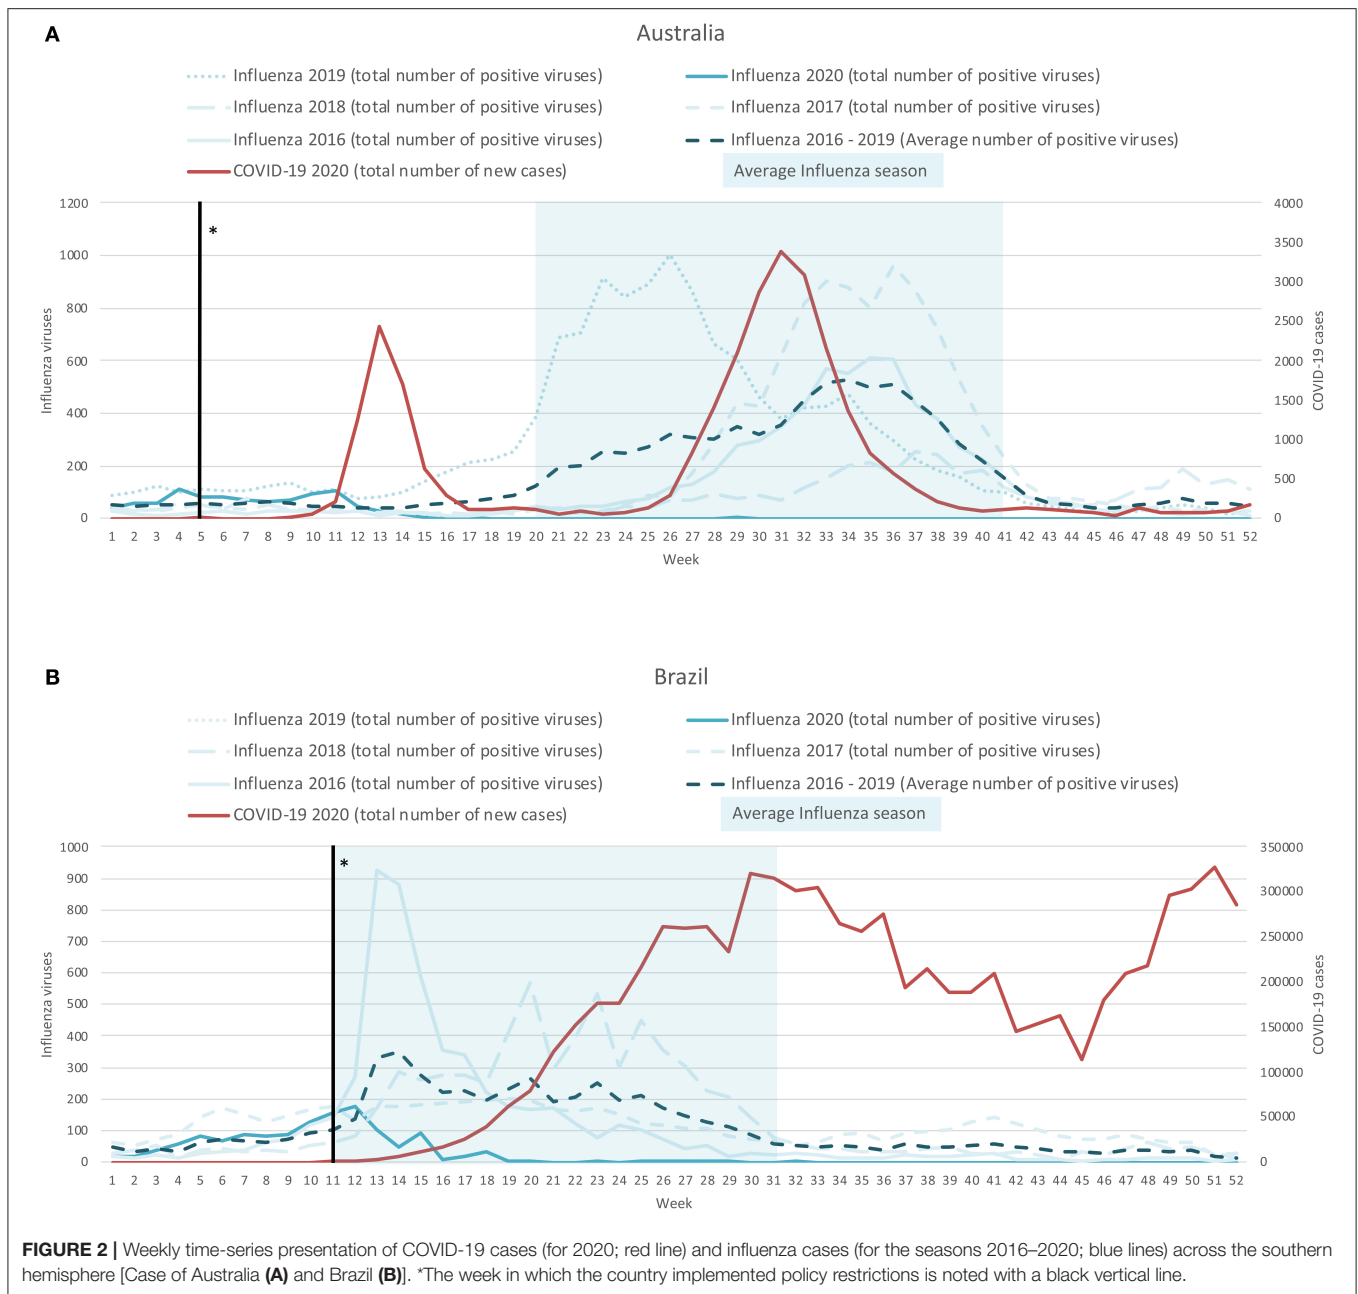 A
Australia
Influenza 2019 (total number of positive viruses)
Influenza 2020 (total number of positive viruses)
Influenza 2018 (total number of positive viruses)
Influenza 2017 (total number of positive viruses)
Influenza 2016 (total number of positive viruses)
Influenza 2016 - 2019 (Average number of positive viruses)
COVID-19 2020 (total number of new cases)
Average Influenza season
1200
1000
800
600
400
200
0
Influenza viruses
*
4000
3500
3000
2500
2000
1500
1000
500
0
COVID-19 cases
1 2 3 4 5 6 7 8 9 10 11 12 13 14 15 16 17 18 19 20 21 22 23 24 25 26 27 28 29 30 31 32 33 34 35 36 37 38 39 40 41 42 43 44 45 46 47 48 49 50 51 52
Week
B
Brazil
Influenza 2019 (total number of positive viruses)
Influenza 2020 (total number of positive viruses)
Influenza 2018 (total number of positive viruses)
Influenza 2017 (total number of positive viruses)
Influenza 2016 (total number of positive viruses)
Influenza 2016 - 2019 (Average number of positive viruses)
COVID-19 2020 (total number of new cases)
Average Influenza season
1000
900
800
700
600
500
400
300
200
100
0
Influenza viruses
*
350000
300000
250000
200000
150000
100000
50000
0
COVID-19 cases
1 2 3 4 5 6 7 8 9 10 11 12 13 14 15 16 17 18 19 20 21 22 23 24 25 26 27 28 29 30 31 32 33 34 35 36 37 38 39 40 41 42 43 44 45 46 47 48 49 50 51 52
Week
FIGURE 2 | Weekly time-series presentation of COVID-19 cases (for 2020; red line) and influenza cases (for the seasons 2016–2020; blue lines) across the southern
hemisphere [Case of Australia (A) and Brazil (B)]. *The week in which the country implemented policy restrictions is noted with a black vertical line.